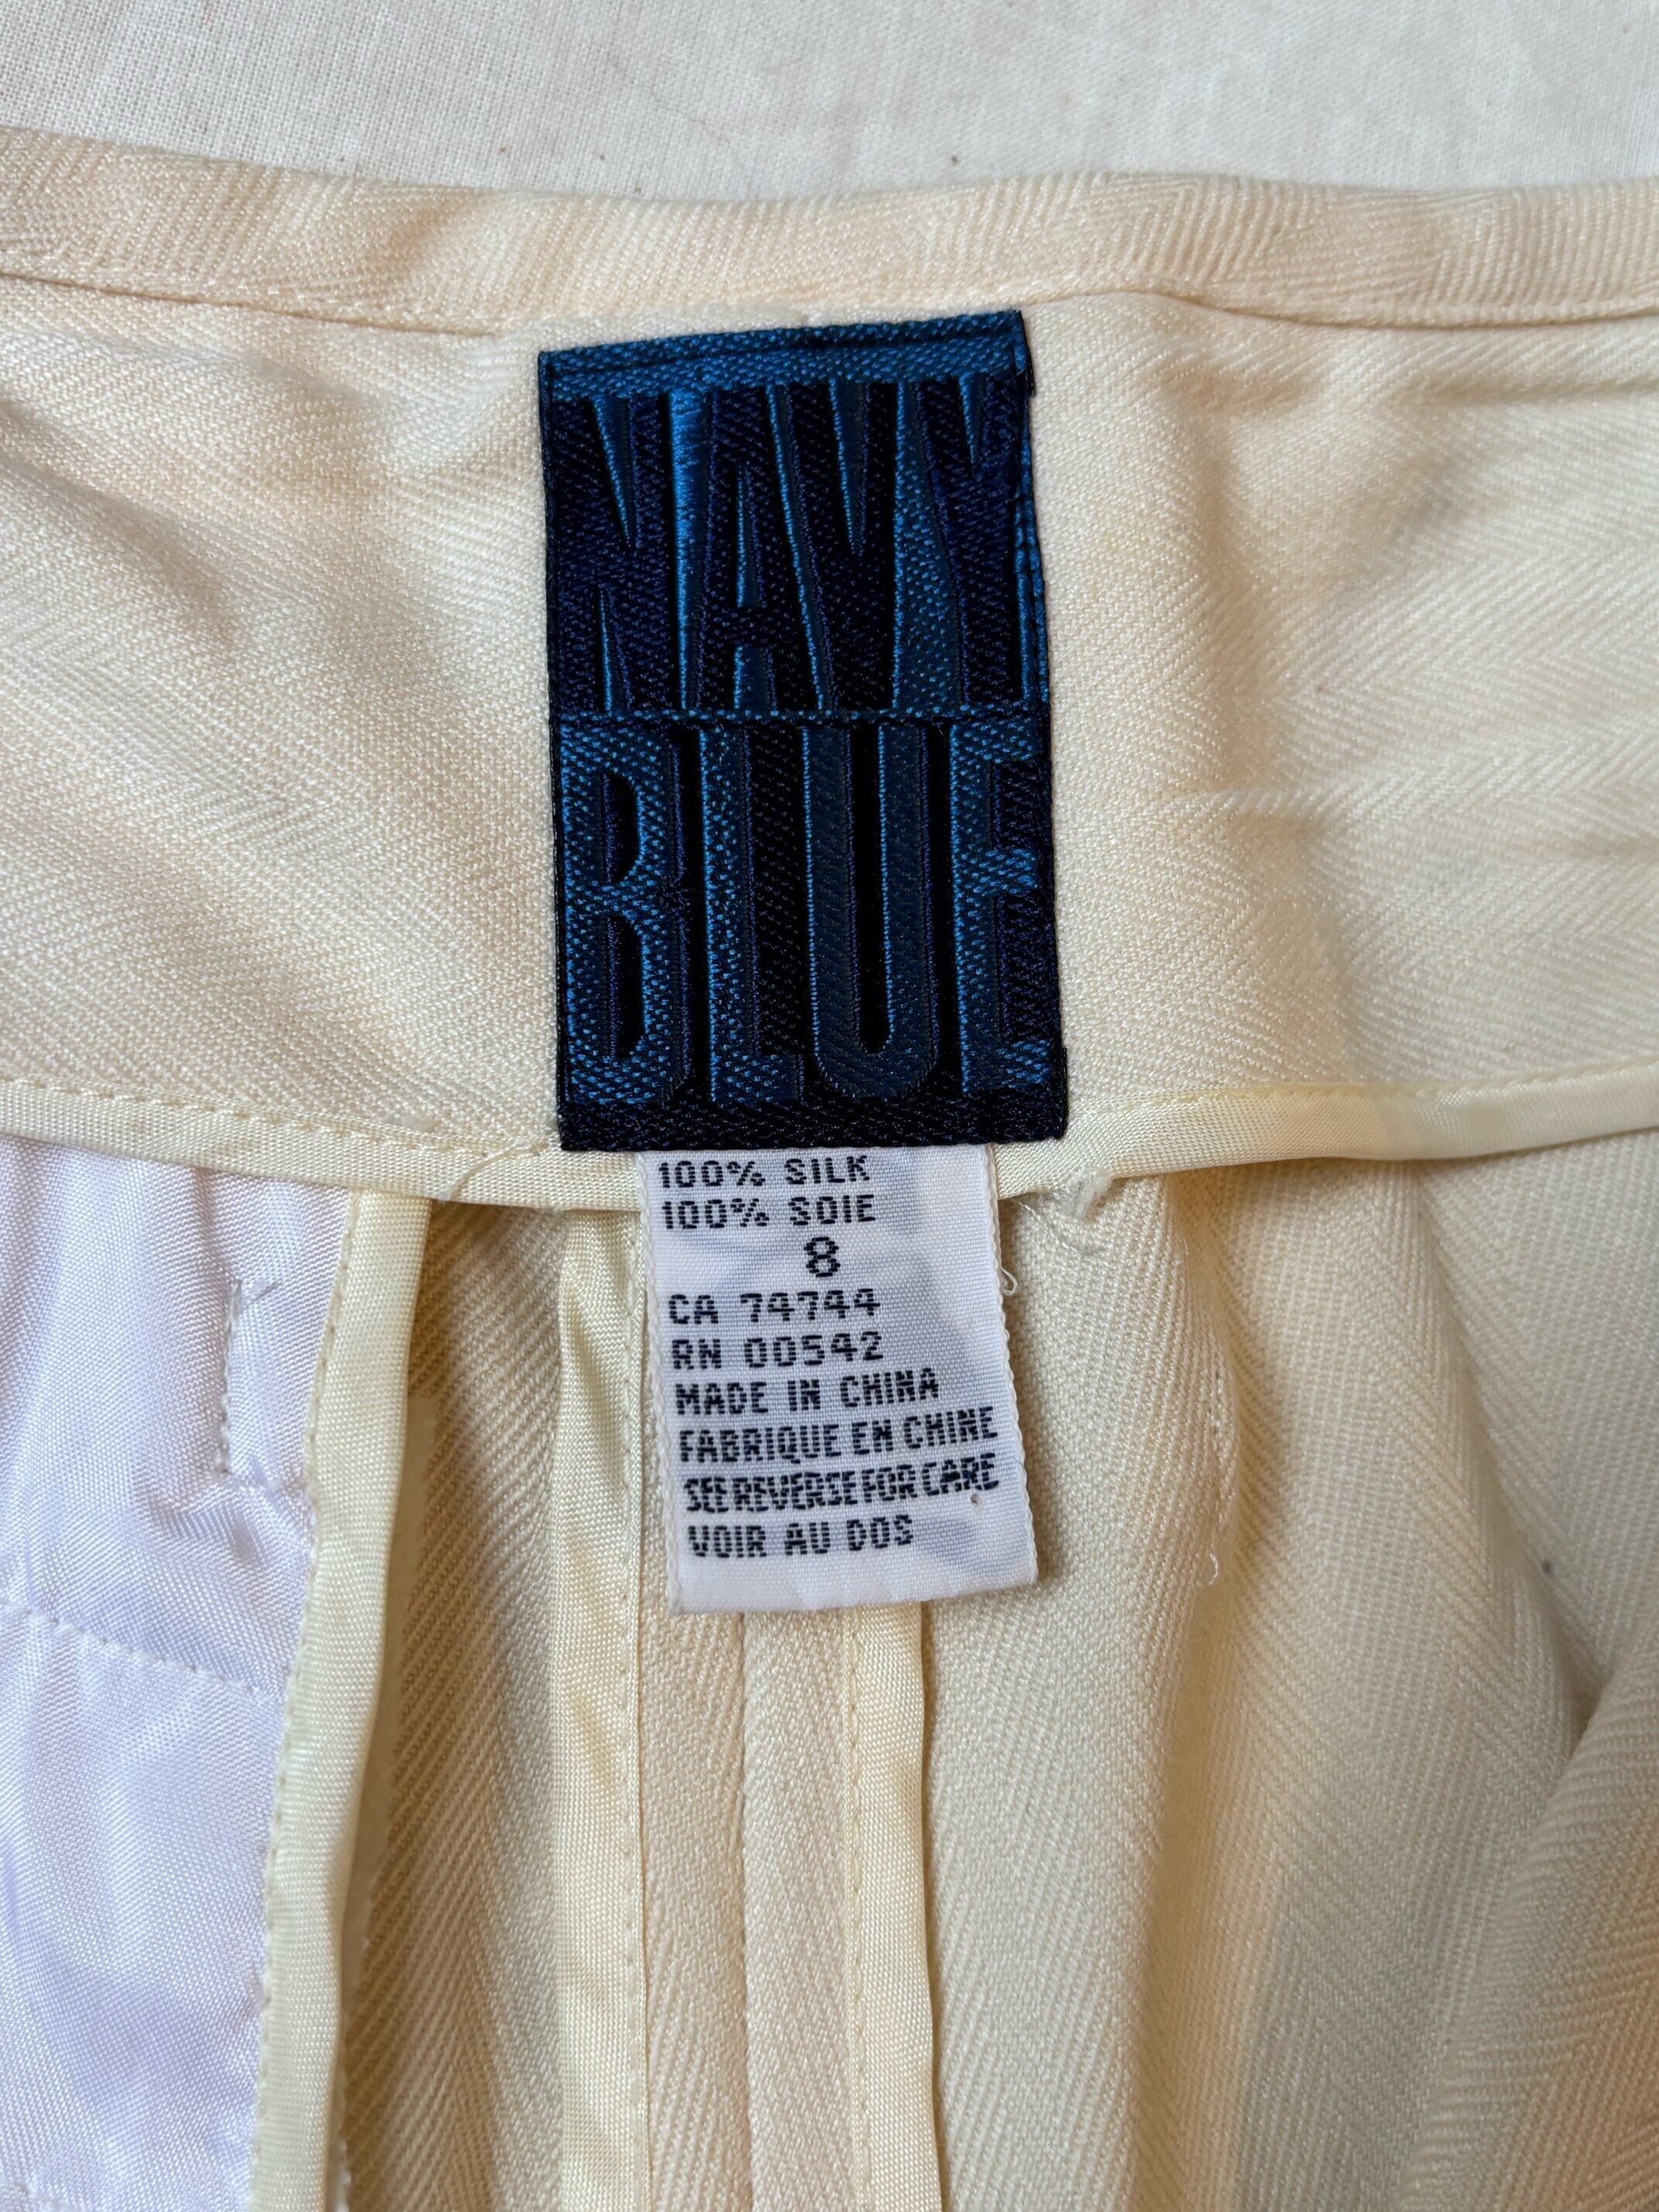 NAVY
BLUE
100% SILK
100% SOIE
8
CA 74744
RN 00542
MADE IN CHINA
FABRIQUE EN CHINE
SEE REVERSE FOR CARE
VOIR AU DOS